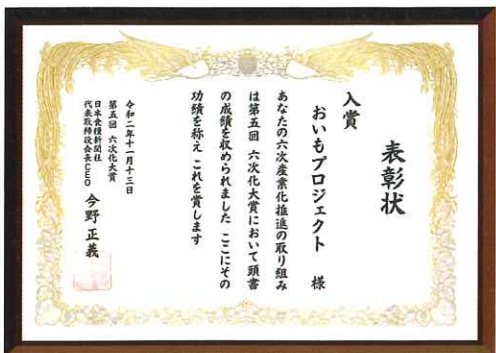 表彰状
入賞
おいもプロジェクト 様
あなたの六次産業化推進の取り組み
は第五回 六次化大賞において頭書
の成績を収められました ここにその
功績を称え これを賞します
令和二年十一月十三日
第五回 六次化大賞
日本食糧新聞社
代表取締役会長CEO 今野正義